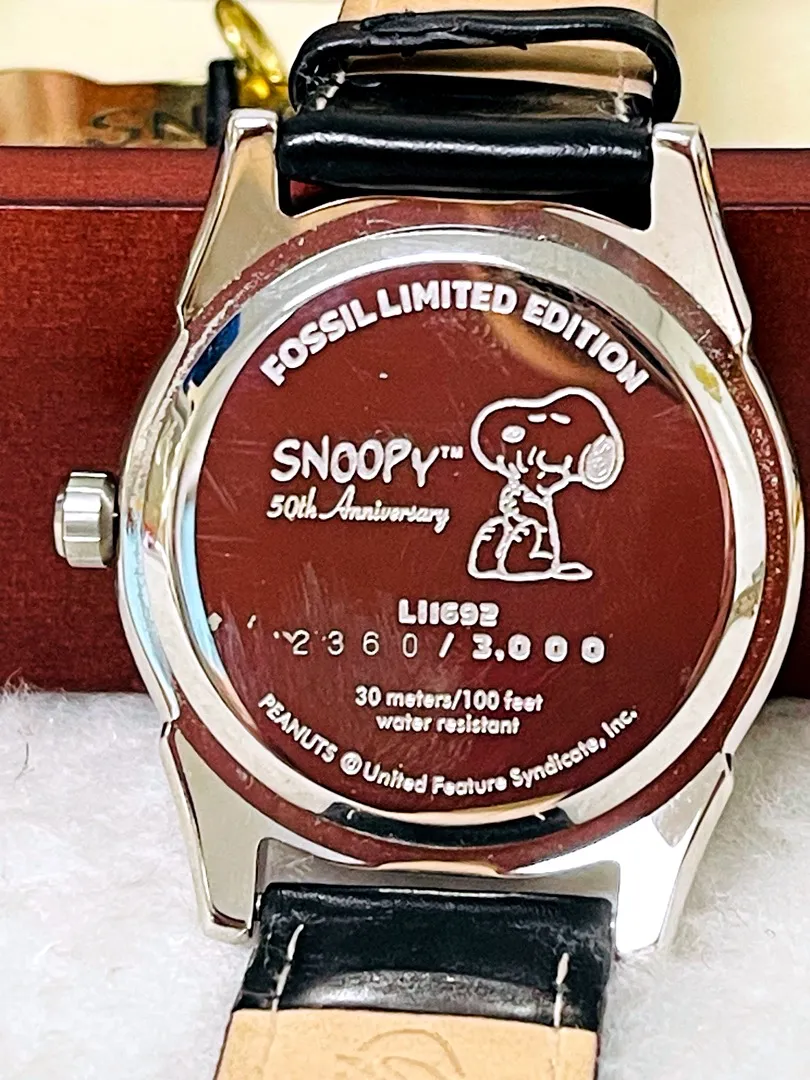 SN
FOSSIL LIMITED EDITION
SNOOPY™
50th Anniversary
LI1692
2360/3,000
30 meters/100 feet
water resistant
PEANUTS © United Feature Syndicate, Inc.